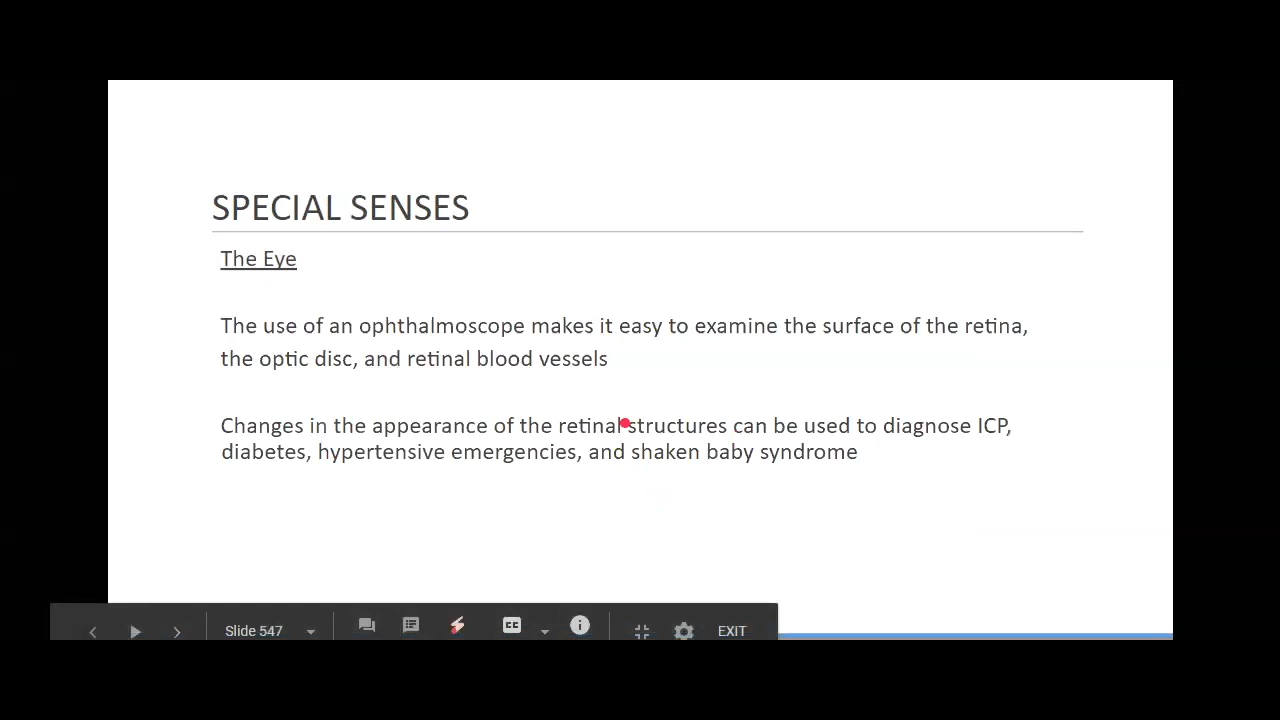 SPECIAL SENSES
The Eye
The use of an ophthalmoscope makes it easy to examine the surface of the retina,
the optic disc, and retinal blood vessels
Changes in the appearance of the retinal structures can be used to diagnose ICP,
diabetes, hypertensive emergencies, and shaken baby syndrome
Slide 547 CC EXIT